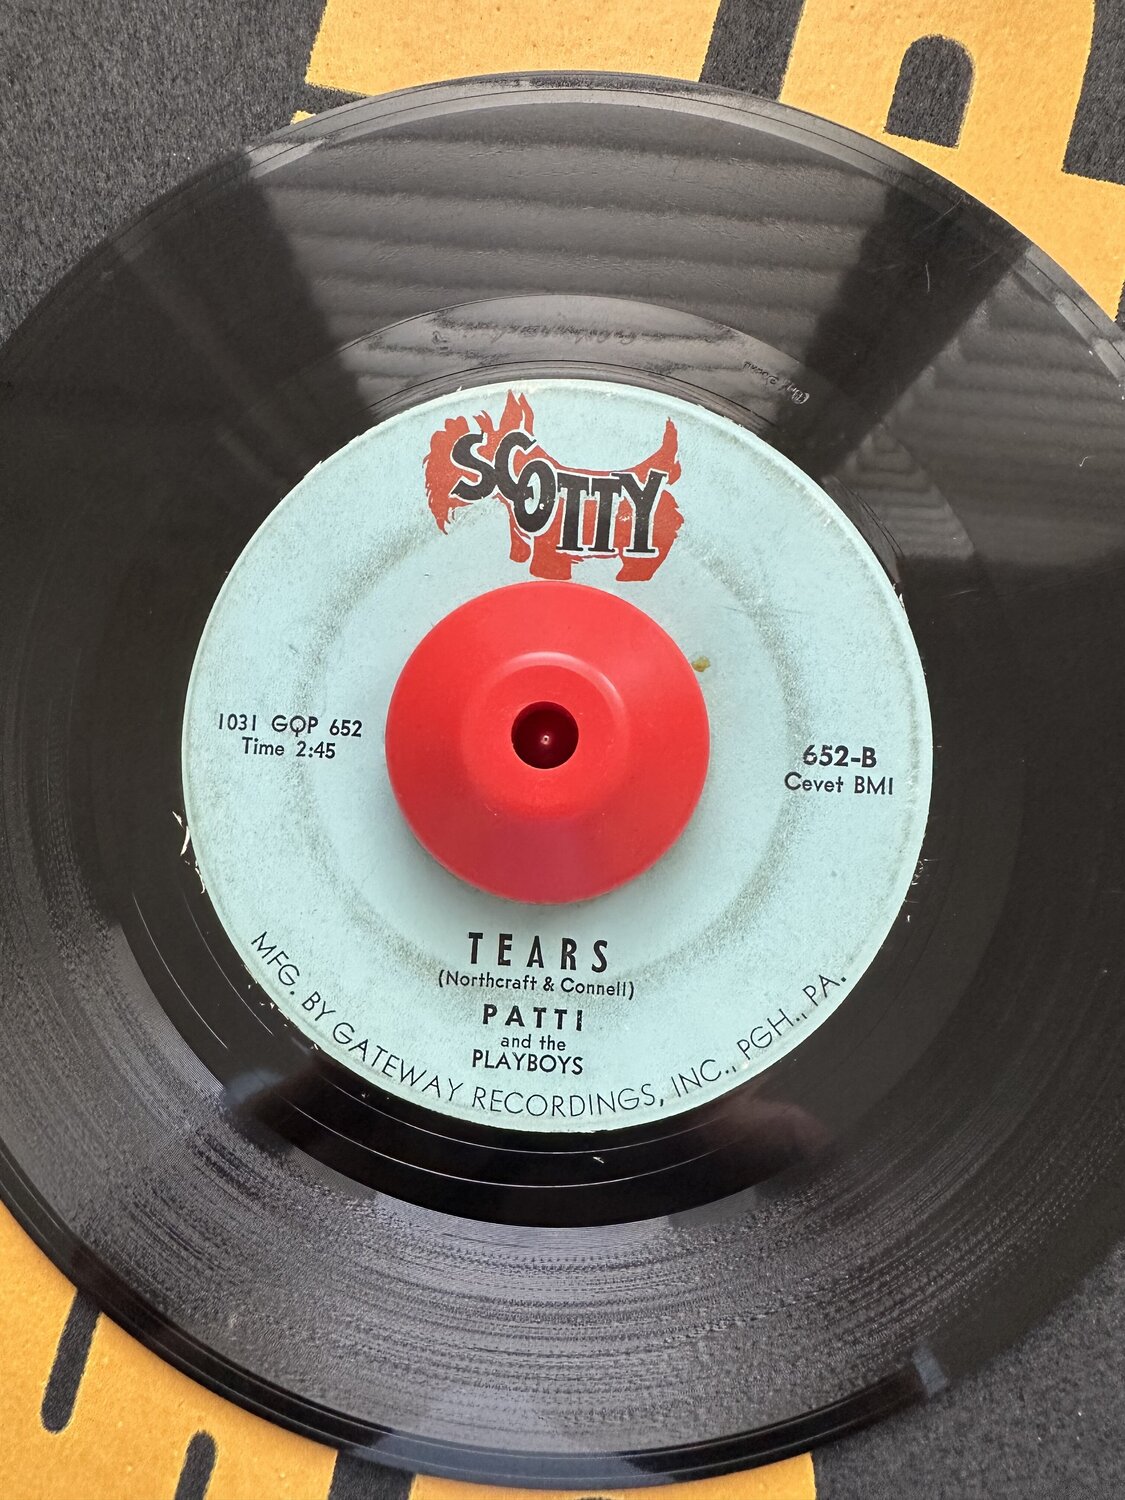 SCOTTY
1031 GQP 652
Time 2:45
652-B
Cevet BMI
TEARS
(Northcraft & Connell)
PATTI
and the
PLAYBOYS
MFG. BY GATEWAY RECORDINGS, INC., PGH., PA.